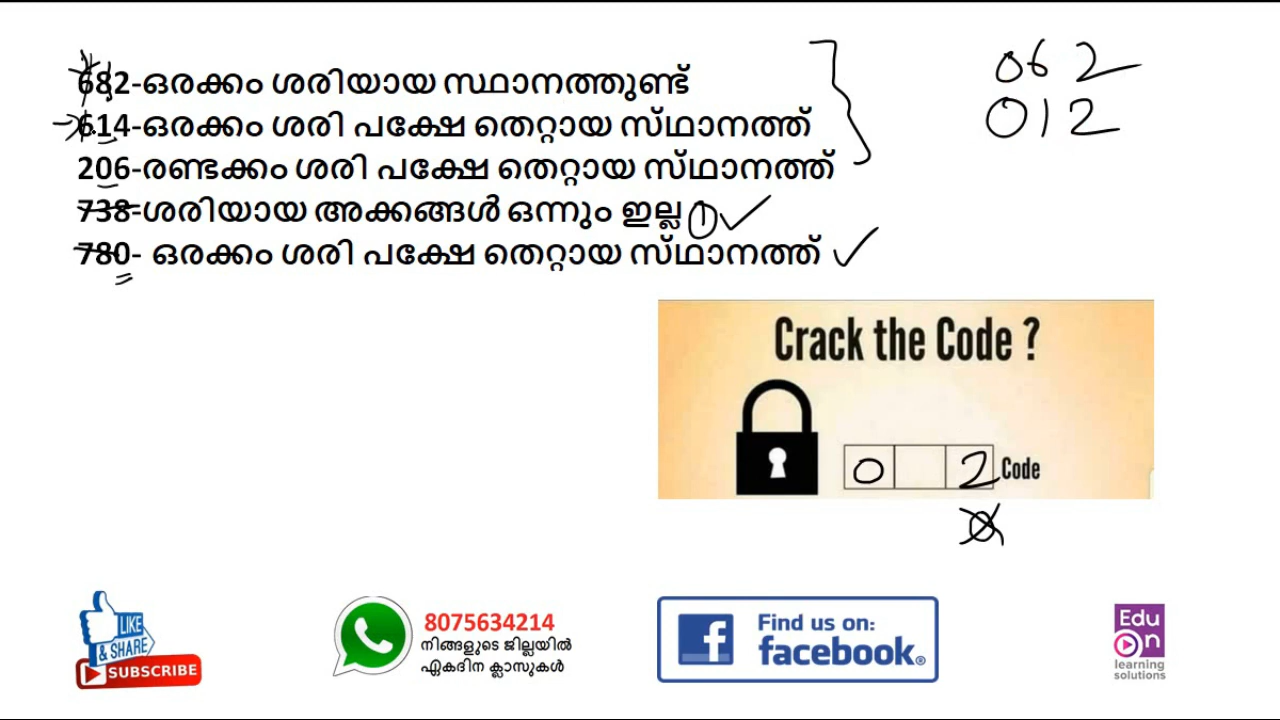 682-ഒരക്കം ശരിയായ സ്ഥാനത്തുണ്ട്
614-ഒരക്കം ശരി പക്ഷേ തെറ്റായ സ്ഥാനത്ത്
206-രണ്ടക്കം ശരി പക്ഷേ തെറ്റായ സ്ഥാനത്ത്
738-ശരിയായ അക്കങ്ങൾ ഒന്നും ഇല്ല 1
780- ഒരക്കം ശരി പക്ഷേ തെറ്റായ സ്ഥാനത്ത്
062
012
Crack the Code ?
0 2 Code
LIKE
& SHARE
SUBSCRIBE
8075634214
നിങ്ങളുടെ ജില്ലയിൽ
ഏകദിന ക്ലാസുകൾ
f Find us on:
facebook®
Edu
On
learning
solutions